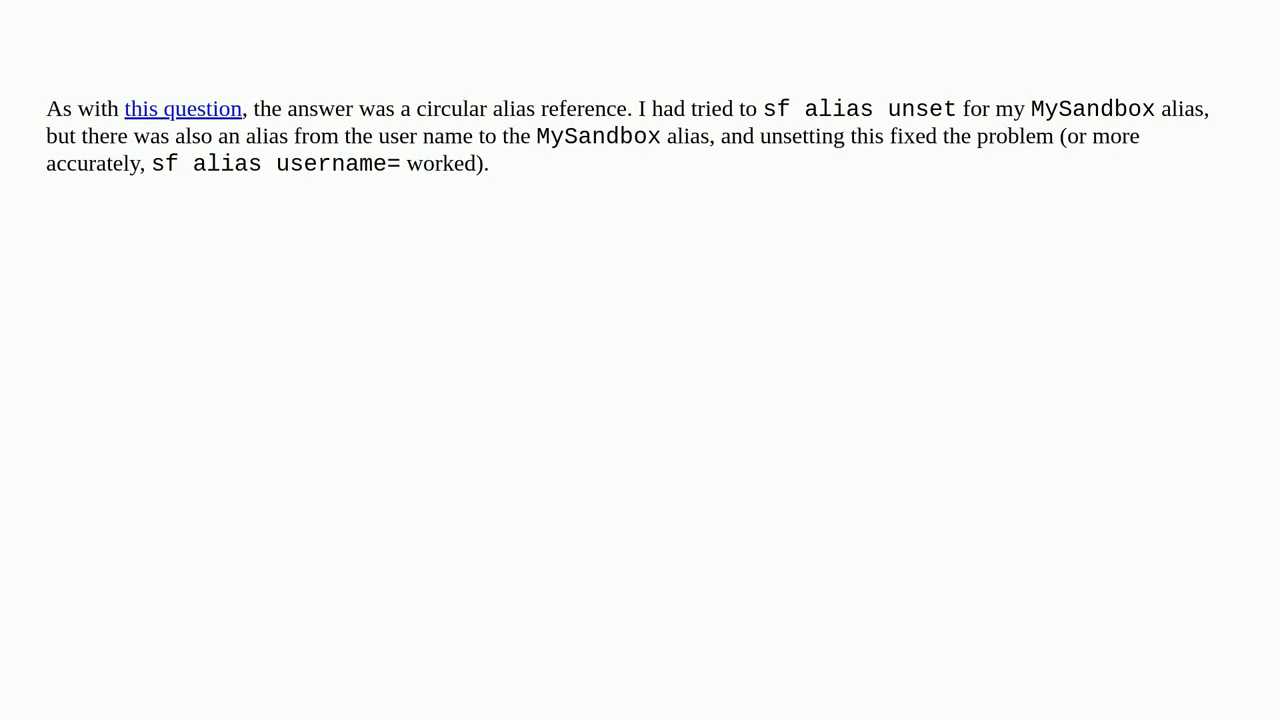 As with this question, the answer was a circular alias reference. I had tried to sf alias unset for my MySandbox alias,
but there was also an alias from the user name to the MySandbox alias, and unsetting this fixed the problem (or more
accurately, sf alias username= worked).